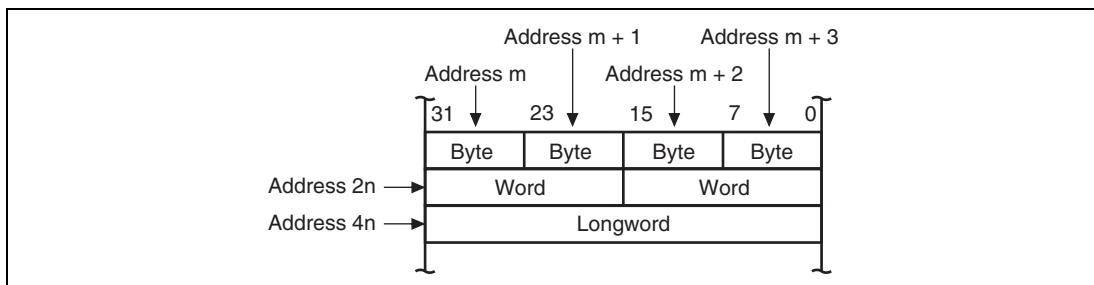 Address m + 1 Address m + 3
Address m Address m + 2
31 23 15 7 0
Byte Byte Byte Byte
Address 2n Word Word
Address 4n Longword